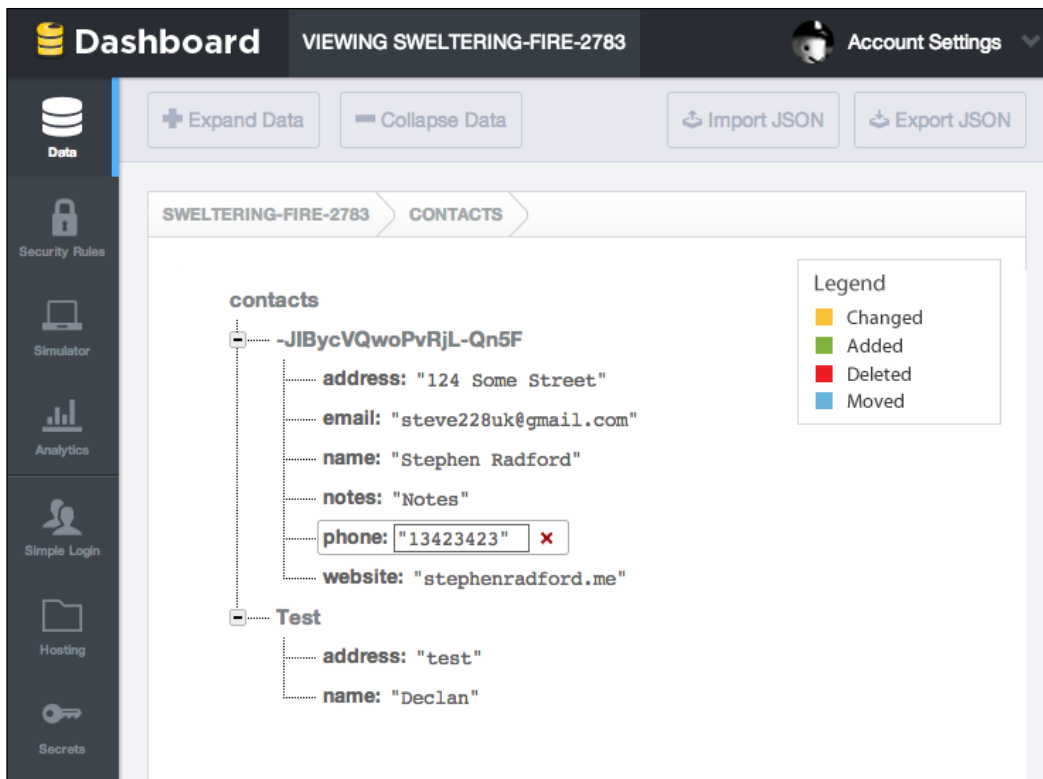 Dashboard VIEWING SWELTERING-FIRE-2783 Account Settings
Data
Security Rules
Simulator
Analytics
Simple Login
Hosting
Secrets
Expand Data Collapse Data Import JSON Export JSON
SWELTERING-FIRE-2783 CONTACTS
contacts
-JIBycVQwoPvRjL-Qn5F
address: "124 Some Street"
email: "steve228uk@gmail.com"
name: "Stephen Radford"
notes: "Notes"
phone: "13423423"
website: "stephenradford.me"
Test
address: "test"
name: "Declan"
Legend
Changed
Added
Deleted
Moved